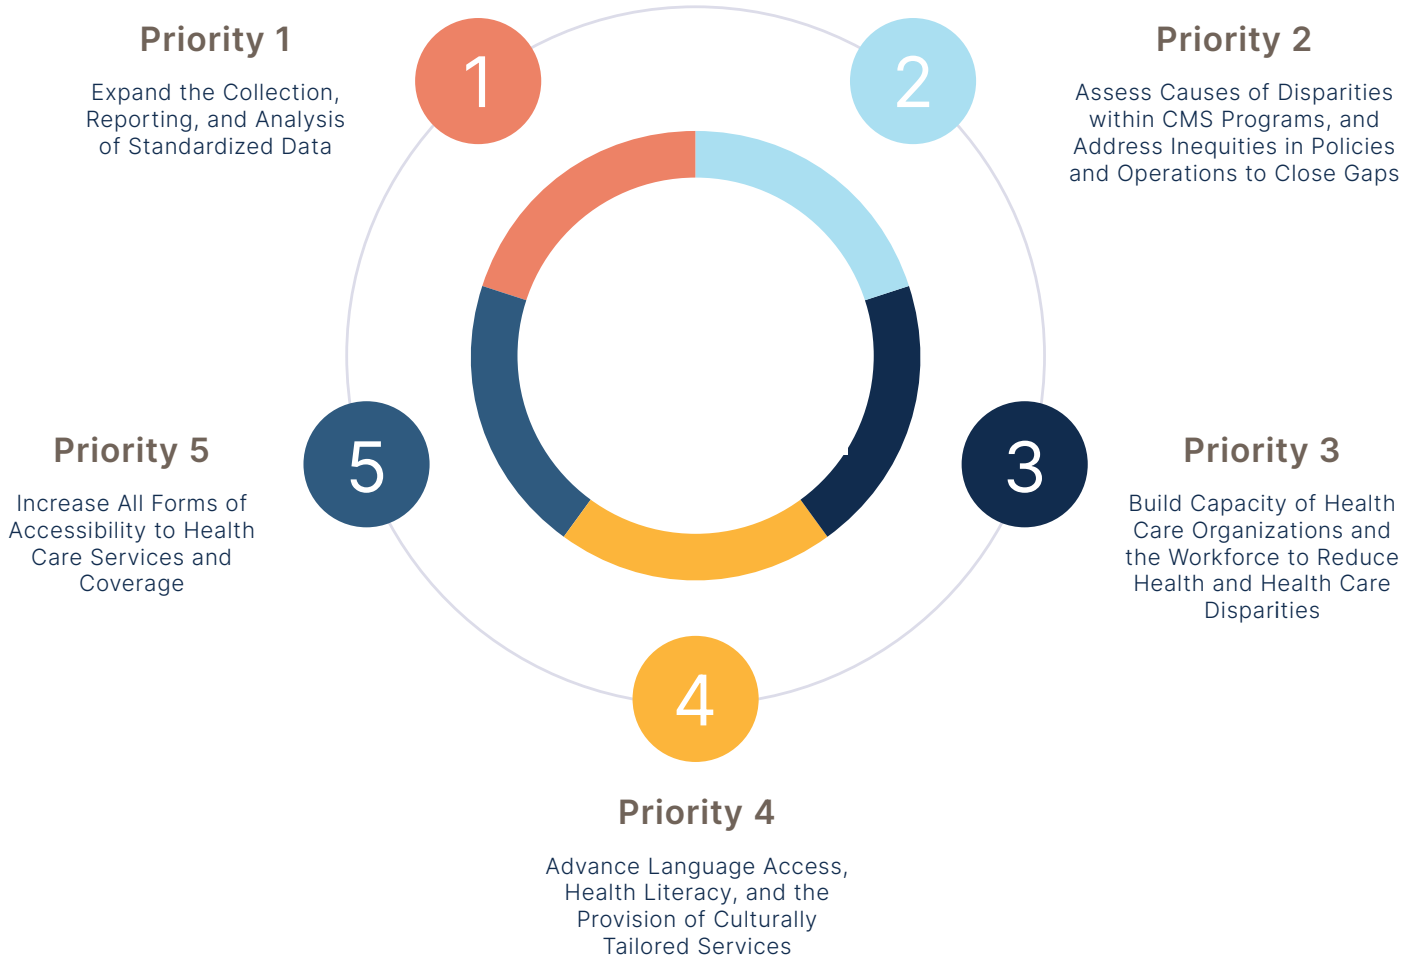 Priority 1
Expand the Collection,
Reporting, and Analysis
of Standardized Data
1
2
Priority 2
Assess Causes of Disparities
within CMS Programs, and
Address Inequities in Policies
and Operations to Close Gaps
3
Priority 3
Build Capacity of Health
Care Organizations and
the Workforce to Reduce
Health and Health Care
Disparities
4
Priority 4
Advance Language Access,
Health Literacy, and the
Provision of Culturally
Tailored Services
5
Priority 5
Increase All Forms of
Accessibility to Health
Care Services and
Coverage